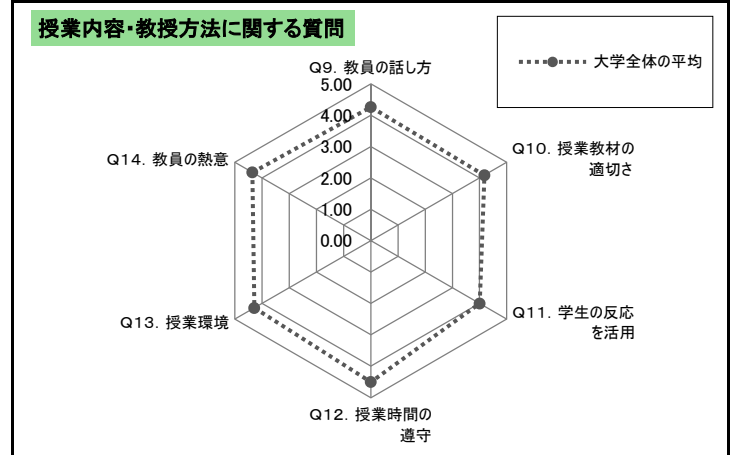 授業内容・教授方法に関する質問
大学全体の平均
Q9. 教員の話し方
5.00
4.00
3.00
2.00
1.00
0.00
Q10. 授業教材の
適切さ
Q11. 学生の反応
を活用
Q12. 授業時間の
遵守
Q13. 授業環境
Q14. 教員の熱意